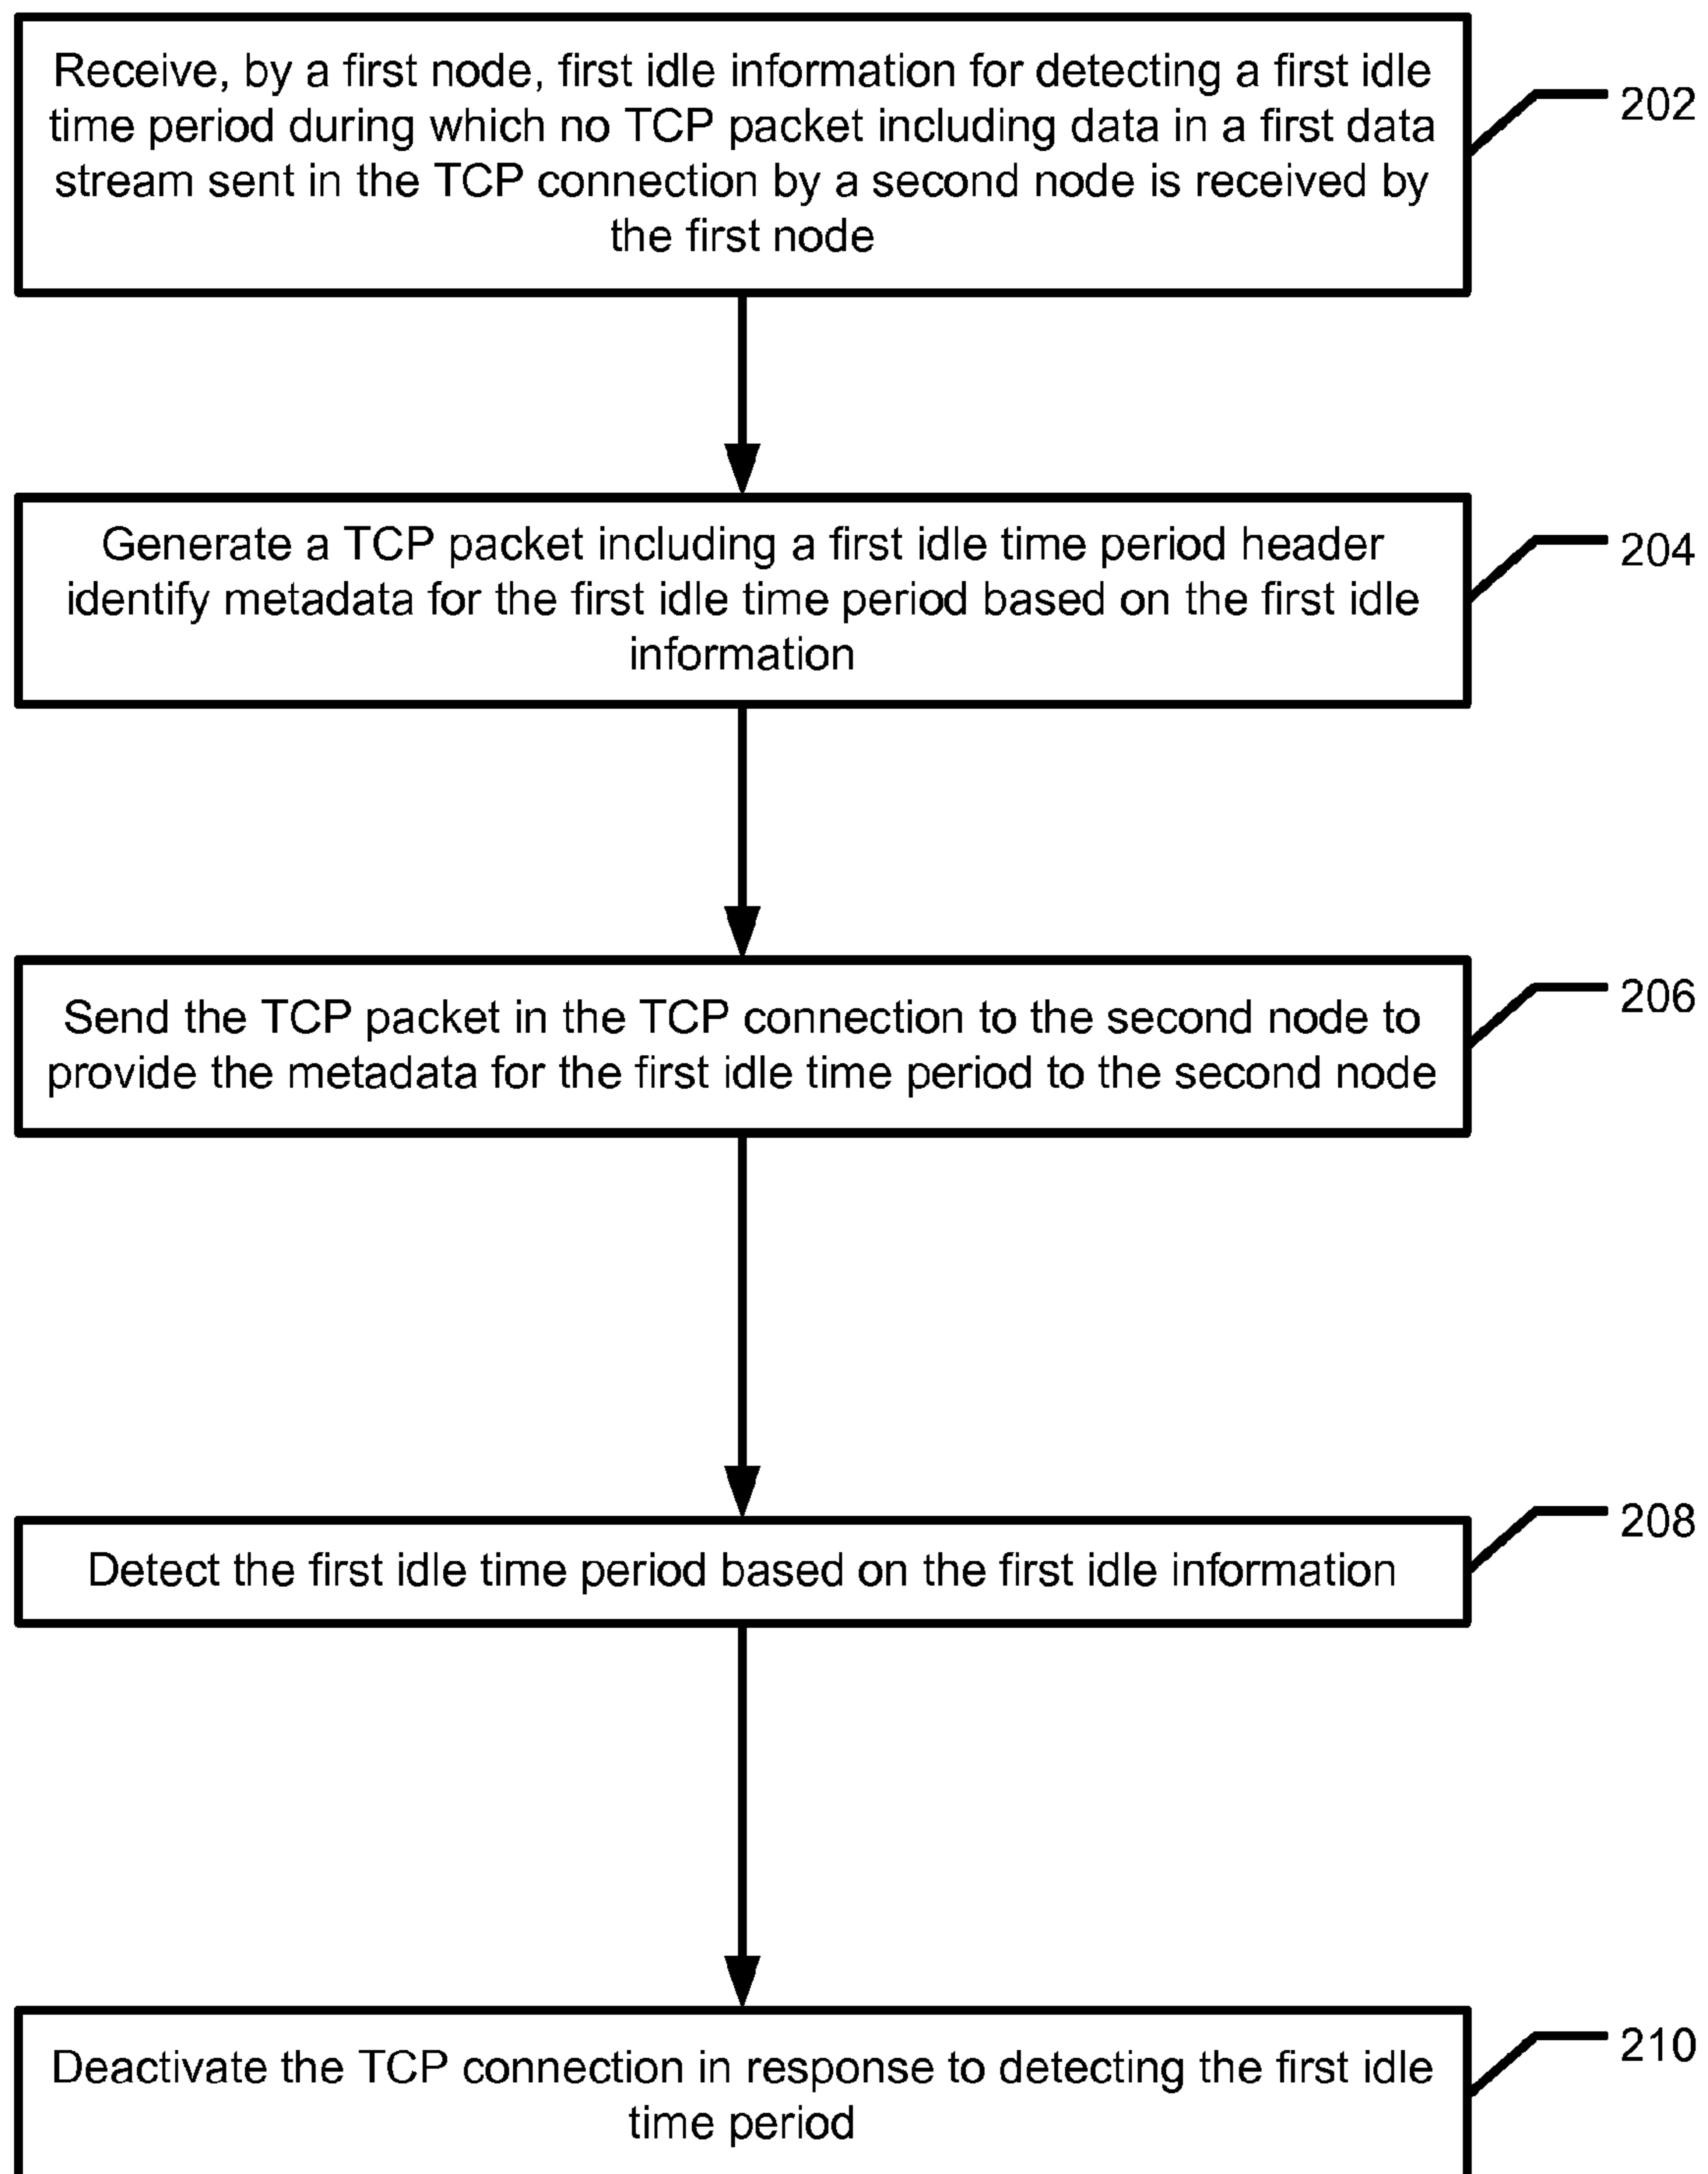 Receive, by a first node, first idle information for detecting a first idle
time period during which no TCP packet including data in a first data
stream sent in the TCP connection by a second node is received by
the first node
202
Generate a TCP packet including a first idle time period header
identify metadata for the first idle time period based on the first idle
information
204
Send the TCP packet in the TCP connection to the second node to
provide the metadata for the first idle time period to the second node
206
Detect the first idle time period based on the first idle information
208
Deactivate the TCP connection in response to detecting the first idle
time period
210